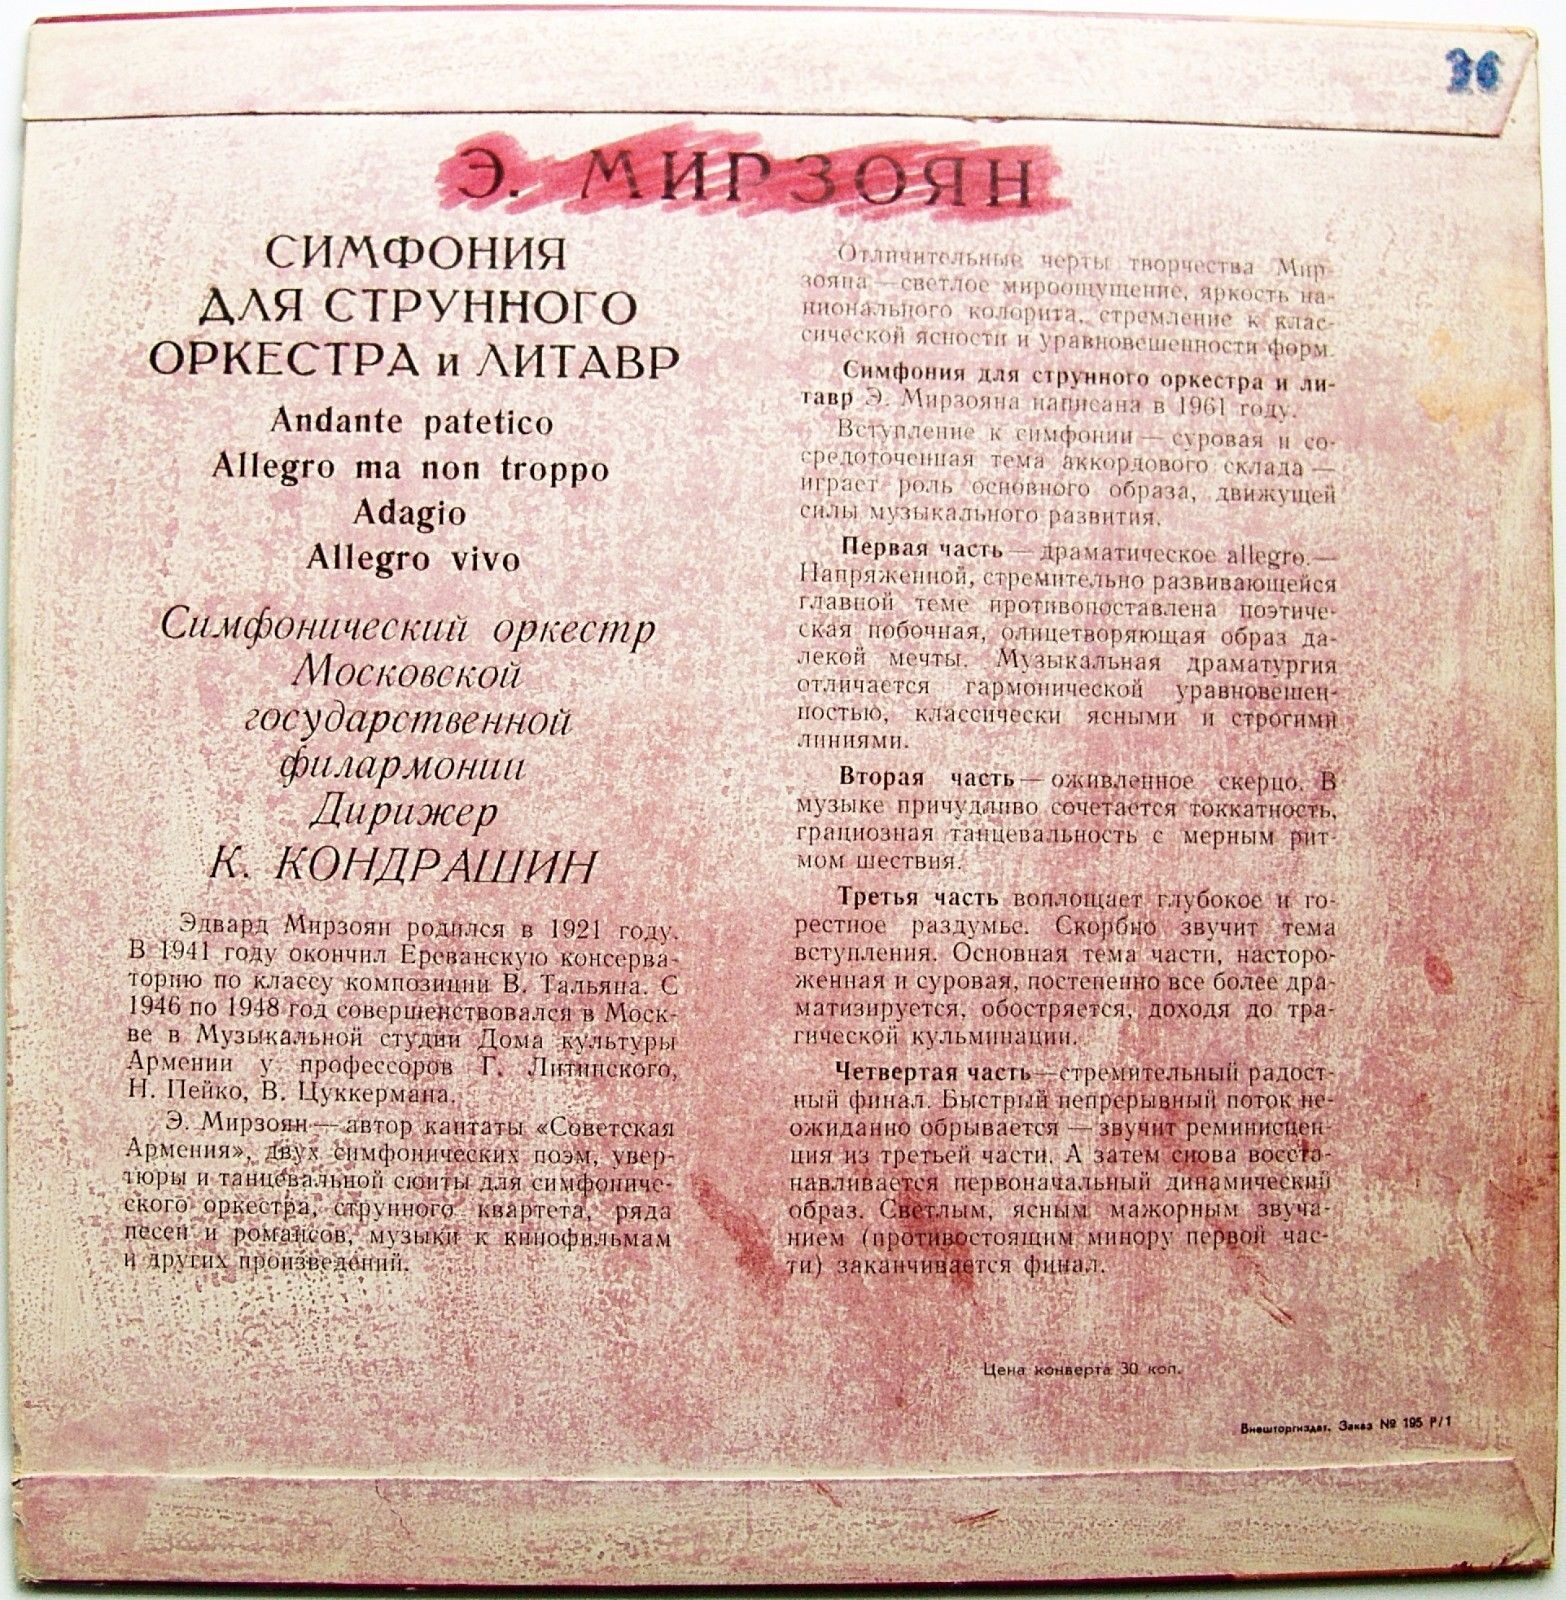 36
Э. МИРЗОЯН
СИМФОНИЯ
ДЛЯ СТРУННОГО
ОРКЕСТРА и ЛИТАВР
Andante patetico
Allegro ma non troppo
Adagio
Allegro vivo
Симфонический оркестр
Московской
государственной
филармонии
Дирижер
К. КОНДРАШИН
Эдвард Мирзоян родился в 1921 году.
В 1941 году окончил Ереванскую консерва-
торию по классу композиции В. Тальяна. С
1946 по 1948 год совершенствовался в Моск-
ве в Музыкальной студии Дома культуры
Армении у профессоров Г. Литинского,
Н. Пейко, В. Цуккермана.
Э. Мирзоян — автор кантаты «Советская
Армения», двух симфонических поэм, увер-
тюры и танцевальной сюиты для симфониче-
ского оркестра, струнного квартета, ряда
песен и романсов, музыки к кинофильмам
и других произведений.
Отличительные черты творчества Мир-
зояна — светлое мироощущение, яркость на-
ционального колорита, стремление к клас-
сической ясности и уравновешенности форм.
Симфония для струнного оркестра и ли-
тавр Э. Мирзояна написана в 1961 году.
Вступление к симфонии — суровая и со-
средоточенная тема аккордового склада —
играет роль основного образа, движущей
силы музыкального развития.
Первая часть — драматическое allegro. —
Напряженной, стремительно развивающейся
главной теме противопоставлена поэтиче-
ская побочная, олицетворяющая образ да-
лекой мечты. Музыкальная драматургия
отличается гармонической уравновешен-
ностью, классически ясными и строгими
линиями.
Вторая часть — оживленное скерцо. В
музыке причудливо сочетается токкатность,
грациозная танцевальность с мерным рит-
мом шествия.
Третья часть воплощает глубокое и го-
рестное раздумье. Скорбно звучит тема
вступления. Основная тема части, насторо-
женная и суровая, постепенно все более дра-
матизируется, обостряется, доходя до тра-
гической кульминации.
Четвертая часть — стремительный радост-
ный финал. Быстрый непрерывный поток не-
ожиданно обрывается — звучит реминисцен-
ция из третьей части. А затем снова восста-
навливается первоначальный динамический
образ. Светлым, ясным мажорным звуча-
нием (противостоящим минору первой час-
ти) заканчивается финал.
Цена конверта 30 коп.
Внешторгиздат. Заказ № 195 Р/1